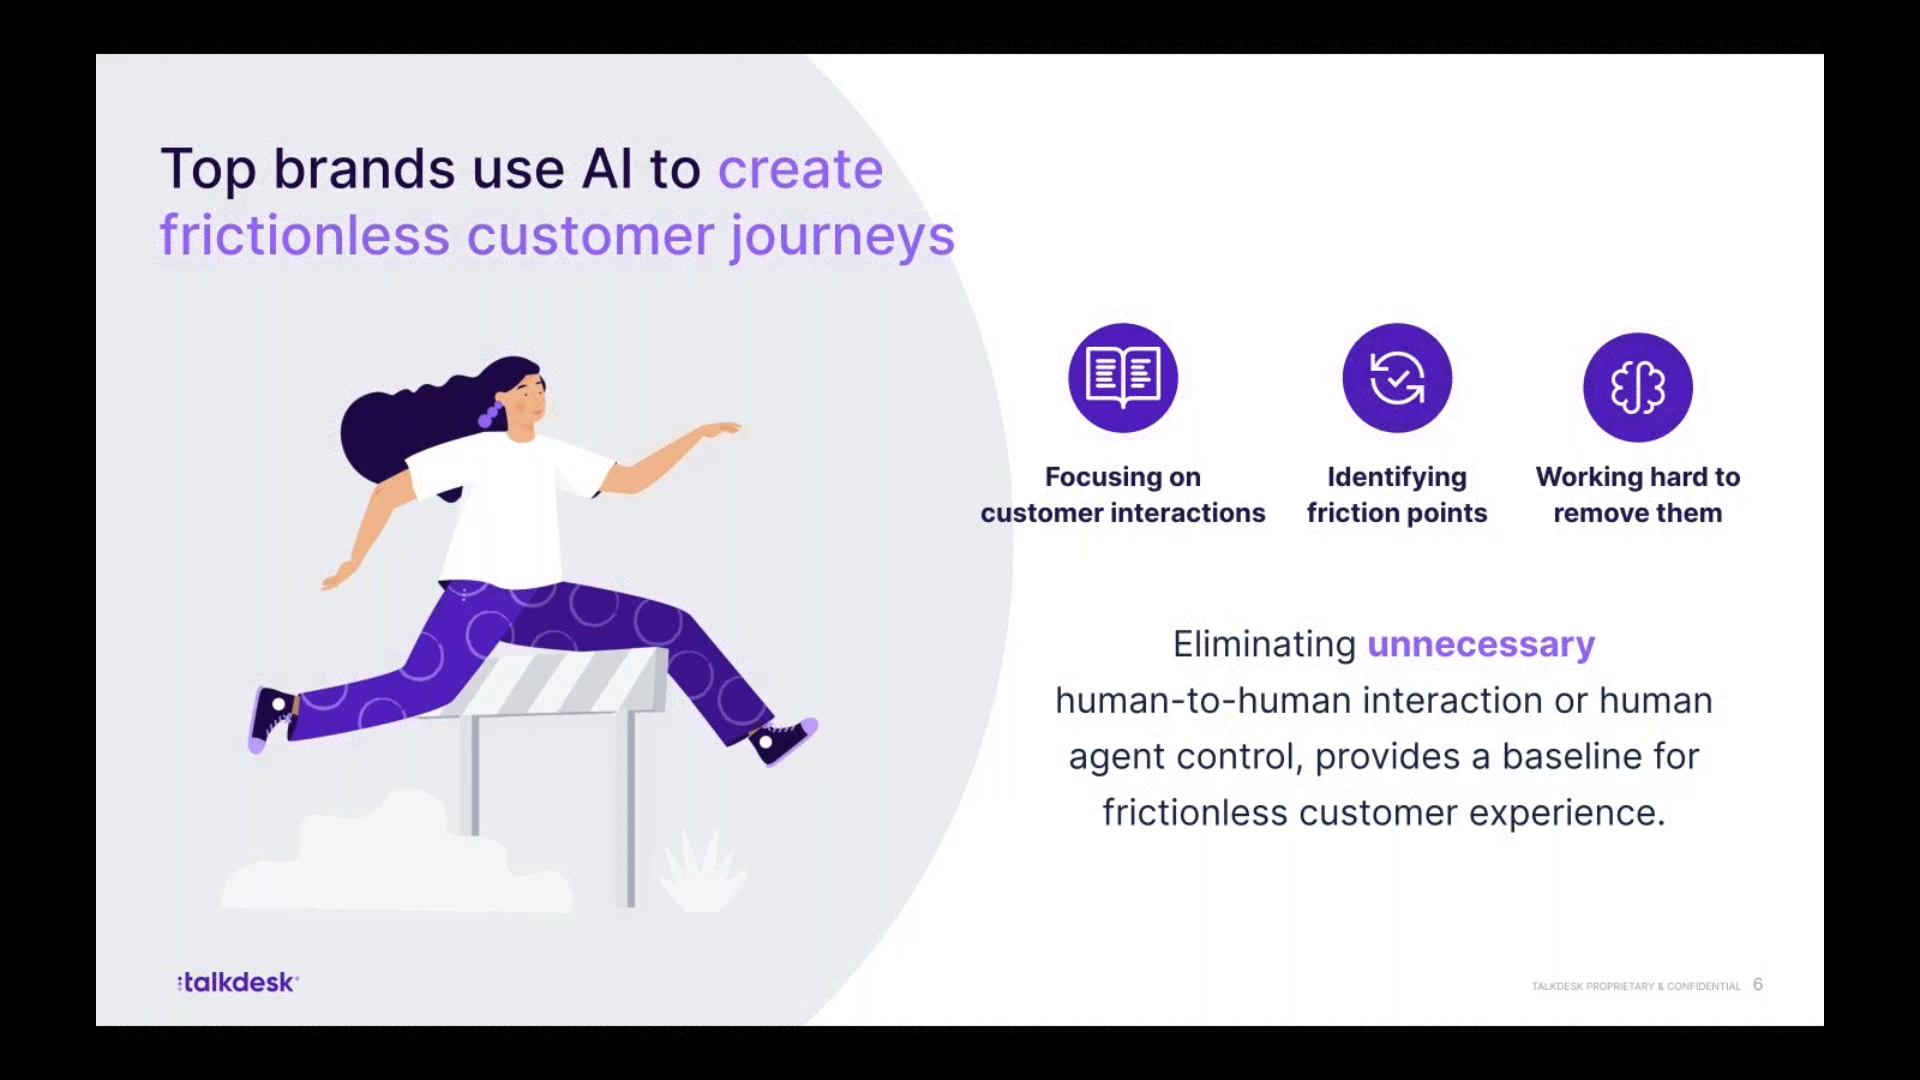 Top brands use AI to create
frictionless customer journeys
Focusing on
customer interactions
Identifying
friction points
Working hard to
remove them
Eliminating unnecessary
human-to-human interaction or human
agent control, provides a baseline for
frictionless customer experience.
:talkdesk
TALKDESK PROPRIETARY & CONFIDENTIAL 6